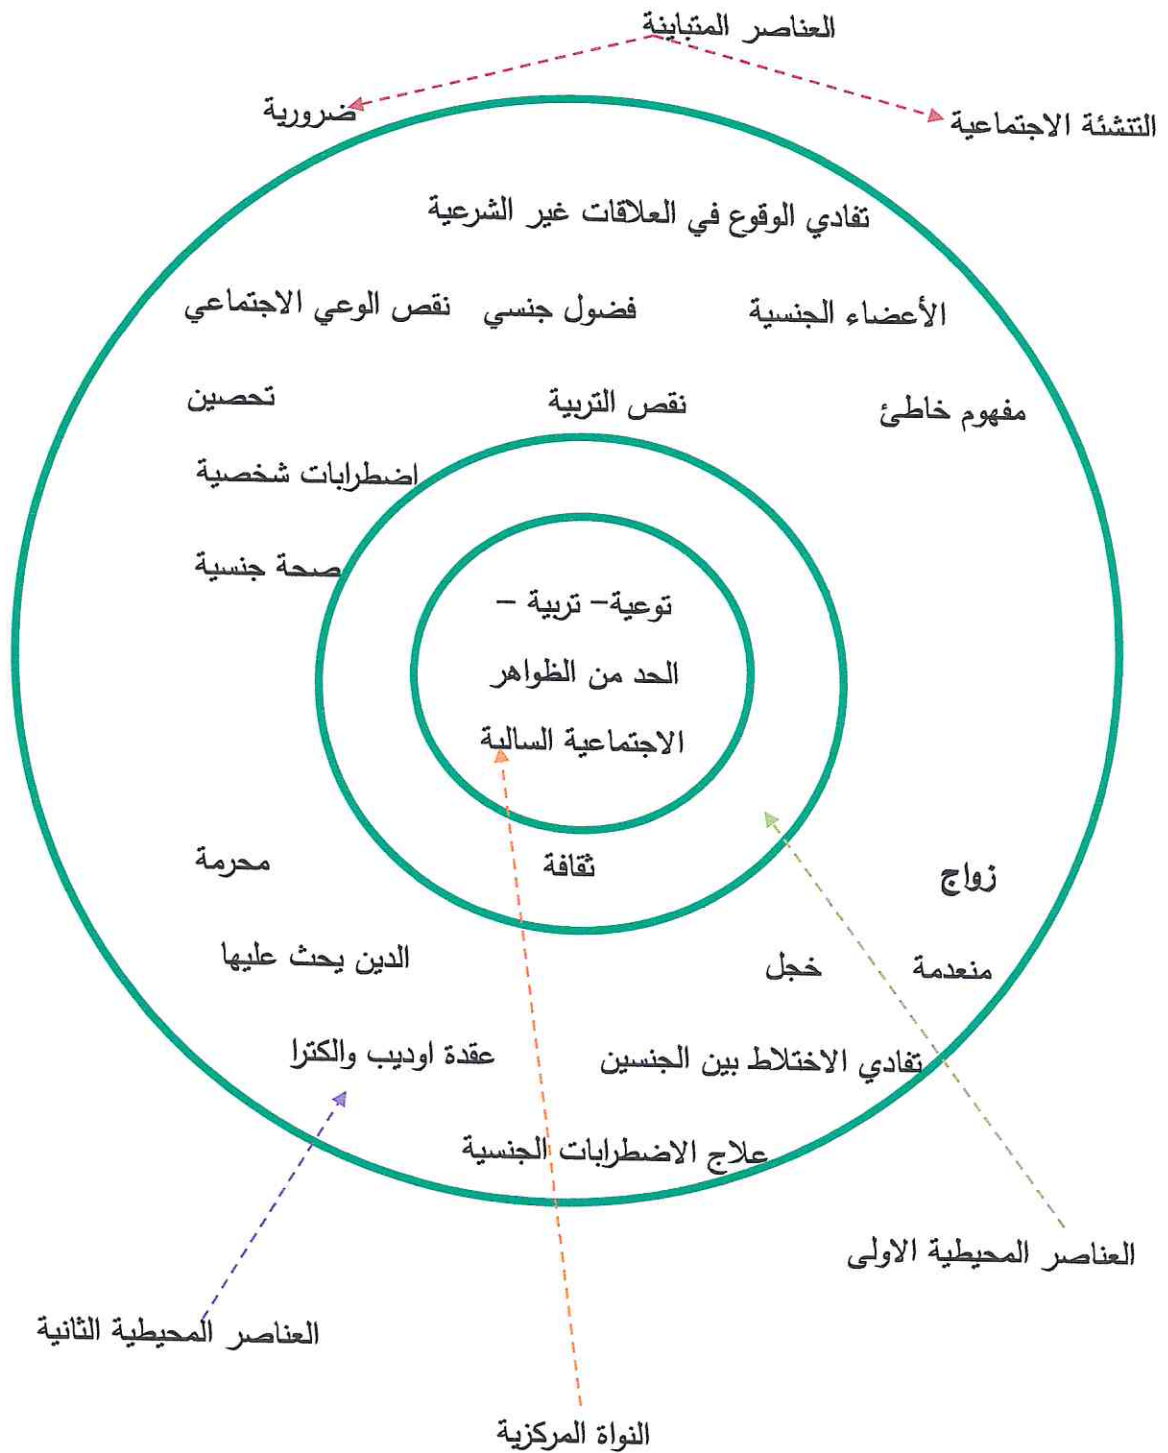 العناصر المتباينة
ضرورية
التنشئة الاجتماعية
تفادي الوقوع في العلاقات غير الشرعية
الأعضاء الجنسية
فضول جنسي
نقص الوعي الاجتماعي
مفهوم خاطئ
نقص التربية
تحصين
اضطرابات شخصية
صحة جنسية
توعية– تربية –
الحد من الظواهر
الاجتماعية السالبة
زواج
ثقافة
محرمة
منعدمة
خجل
الدين يحث عليها
تفادي الاختلاط بين الجنسين
عقدة اوديب والكترا
علاج الاضطرابات الجنسية
العناصر المحيطية الاولى
العناصر المحيطية الثانية
النواة المركزية